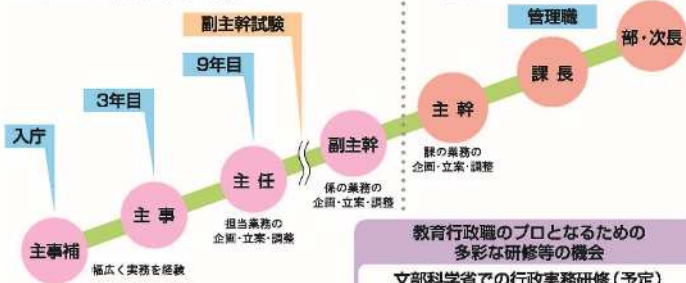 入庁
主事補
3年目
主事
幅広く実務を経験
9年目
主任
担当業務の
企画・立案・調整
副主幹試験
副主幹
係の業務の
企画・立案・調整
主幹
課の業務の
企画・立案・調整
管理職
課長
部・次長
教育行政職のプロとなるための
多彩な研修等の機会
文部科学省での行政実務研修(予定)